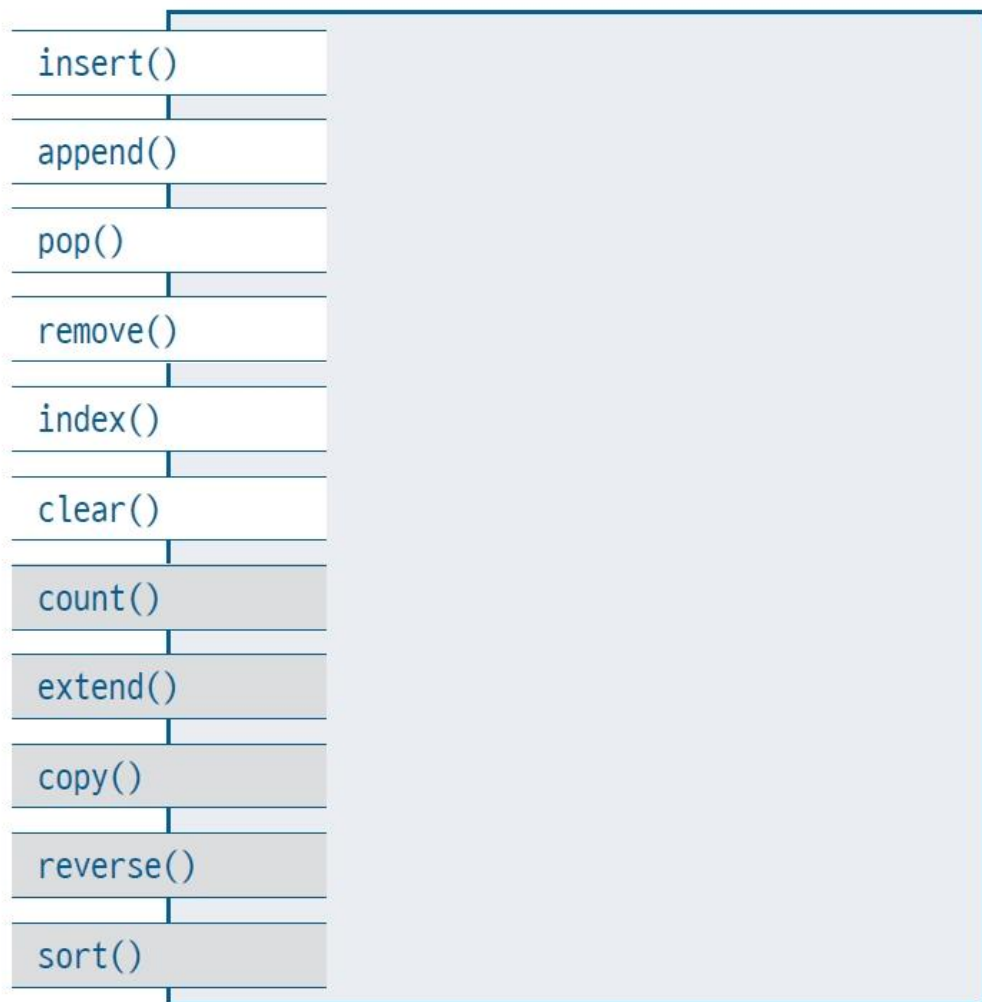 insert()
append()
pop()
remove()
index()
clear()
count()
extend()
copy()
reverse()
sort()